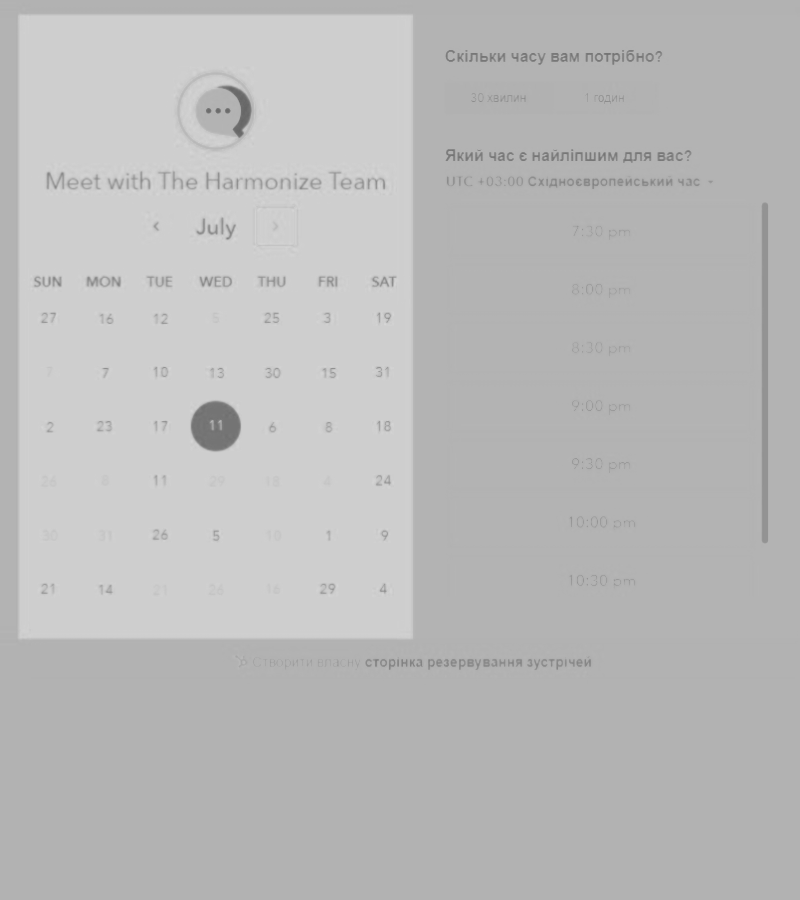 Meet with The Harmonize Team
July
SUN MON TUE WED THU FRI SAT
27 16 12 5 25 3 19
7 7 10 13 30 15 31
2 23 17 11 6 8 18
26 8 11 29 4 24
30 31 26 5 10 1 9
21 14 21 26 16 29 4
Скільки часу вам потрібно?
30 хвилин 1 годин
Який час є найліпшим для вас?
UTC +03:00 Східноєвропейський час
7:30 pm
8:00 pm
8:30 pm
9:00 pm
9:30 pm
10:00 pm
10:30 pm
Створити власну сторінка резервування зустрічей